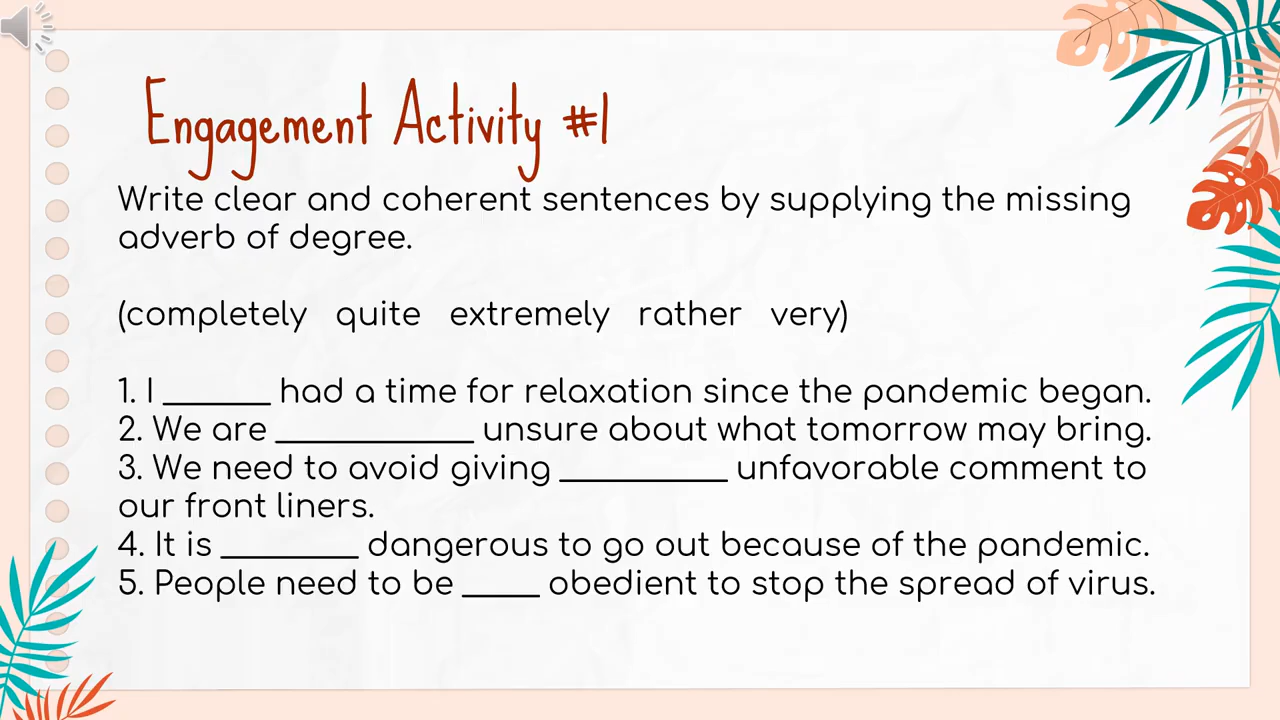 Engagement Activity #1
Write clear and coherent sentences by supplying the missing
adverb of degree.
(completely quite extremely rather very)
1. I ______ had a time for relaxation since the pandemic began.
2. We are ___________ unsure about what tomorrow may bring.
3. We need to avoid giving _________ unfavorable comment to
our front liners.
4. It is ________ dangerous to go out because of the pandemic.
5. People need to be ____ obedient to stop the spread of virus.